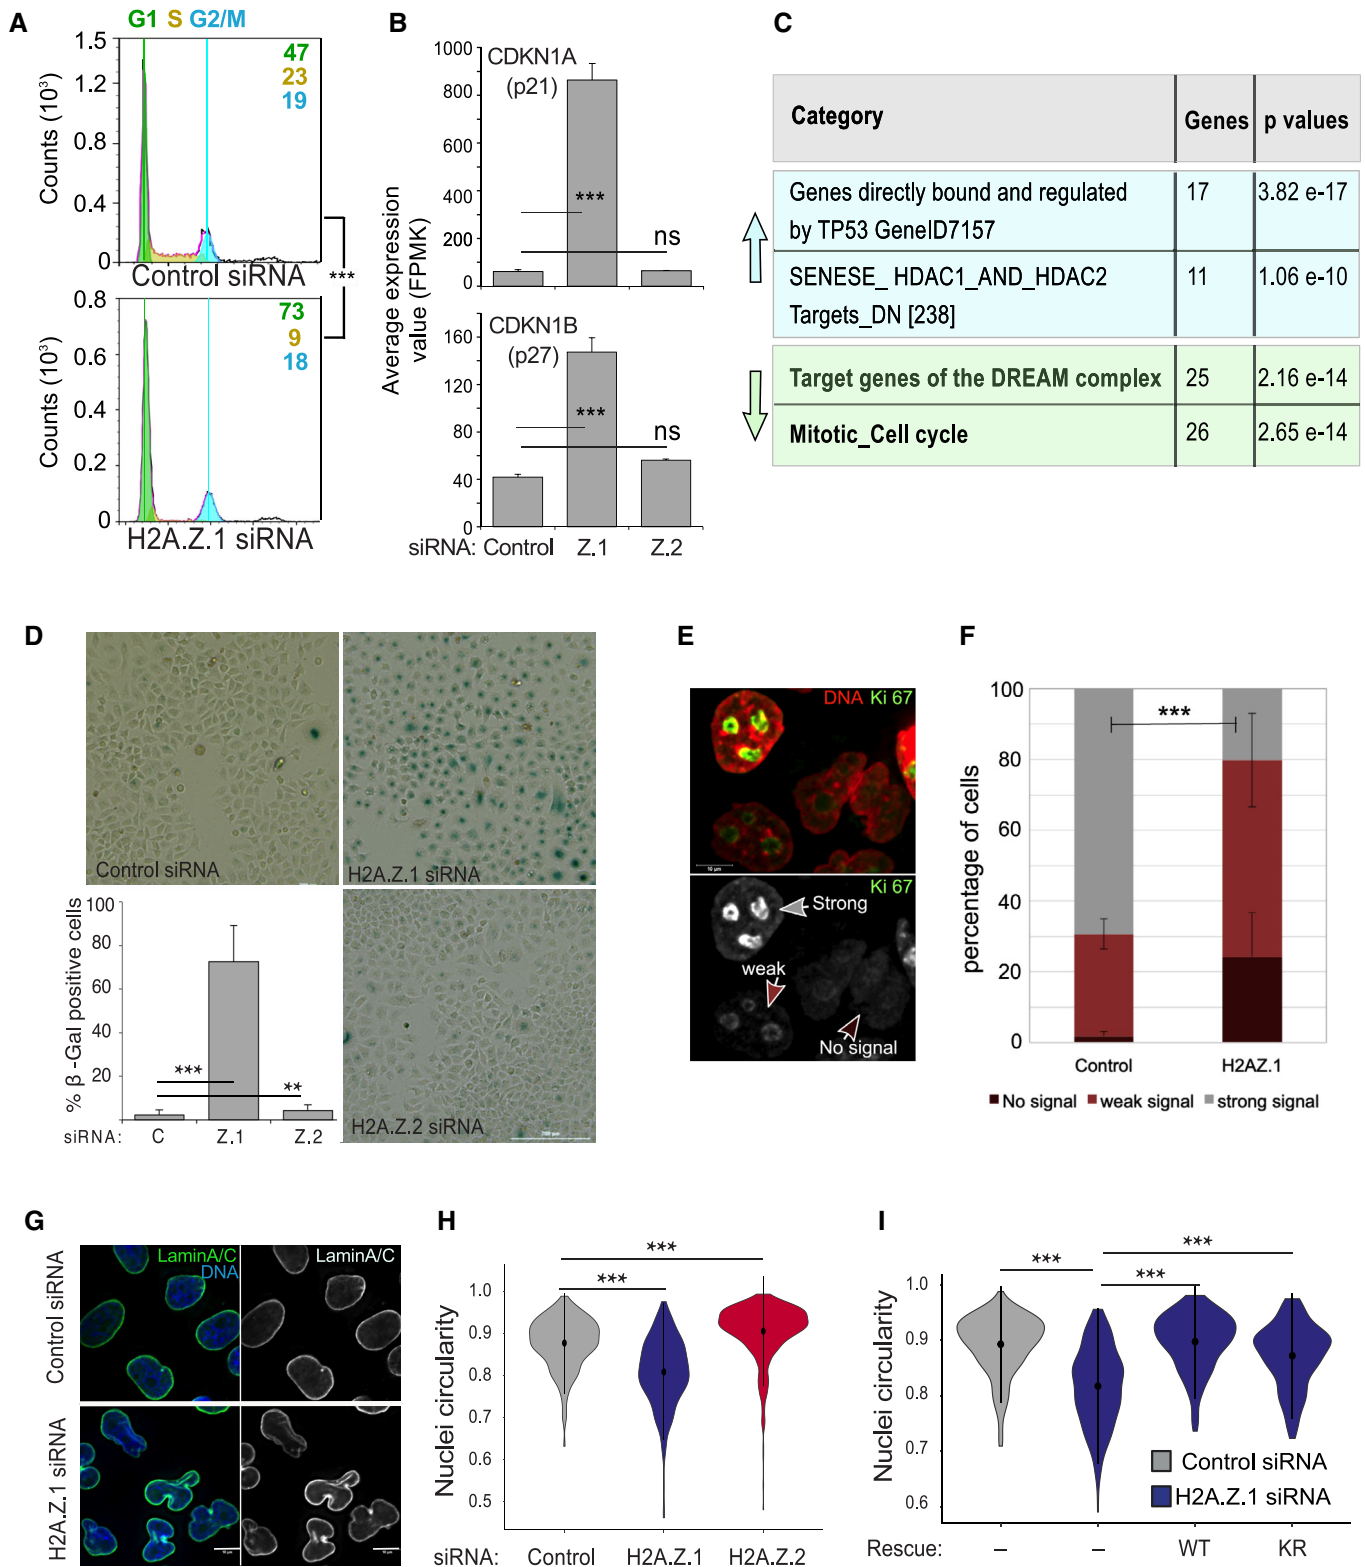 A
G1 S G2/M
1.5
1.2
0.8
0.4
0
Counts (10³)
47
23
19
Control siRNA
***
0.8
0.6
0.4
0.2
0
Counts (10³)
73
9
18
H2A.Z.1 siRNA
B
Average expression
value (FPMK)
1000
800
600
400
200
0
CDKN1A
(p21)
***
ns
160
120
80
40
0
CDKN1B
(p27)
***
ns
siRNA: Control Z.1 Z.2
C
Category Genes p values
Genes directly bound and regulated 17 3.82 e-17
by TP53 GeneID7157
SENESE_ HDAC1_AND_HDAC2 11 1.06 e-10
Targets_DN [238]
Target genes of the DREAM complex 25 2.16 e-14
Mitotic_Cell cycle 26 2.65 e-14
D
Control siRNA
H2A.Z.1 siRNA
H2A.Z.2 siRNA
% β-Gal positive cells
100
80
60
40
20
0
***
**
siRNA: C Z.1 Z.2
E
DNA Ki 67
10 µm
Ki 67
Strong
weak
No signal
F
percentage of cells
100
80
60
40
20
0
***
Control H2AZ.1
No signal weak signal strong signal
G
Control siRNA
H2A.Z.1 siRNA
LaminA/C
DNA
LaminA/C
H
Nuclei circularity
1.0
0.9
0.8
0.7
0.6
0.5
***
***
siRNA: Control H2A.Z.1 H2A.Z.2
I
Nuclei circularity
1.0
0.9
0.8
0.7
0.6
***
***
***
Control siRNA
H2A.Z.1 siRNA
Rescue: – – WT KR